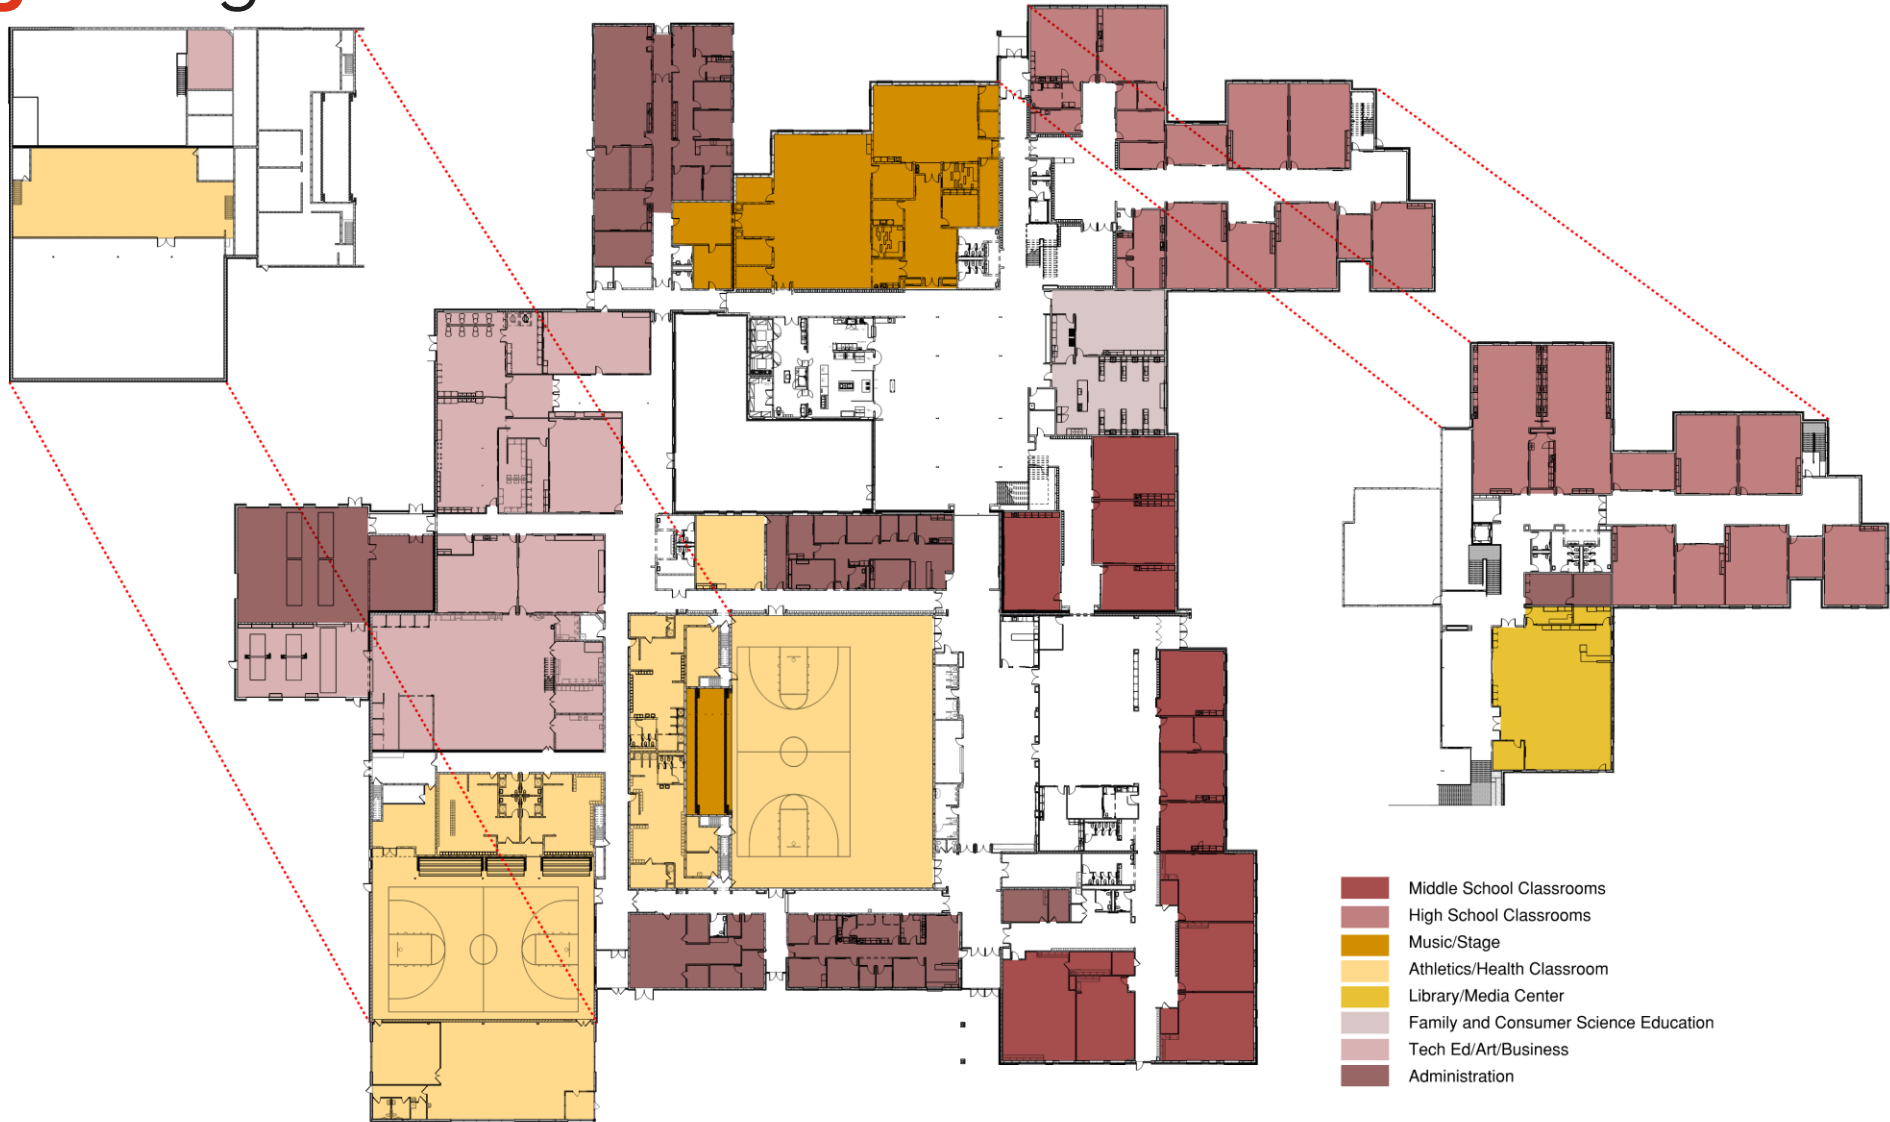 Middle School Classrooms
High School Classrooms
Music/Stage
Athletics/Health Classroom
Library/Media Center
Family and Consumer Science Education
Tech Ed/Art/Business
Administration